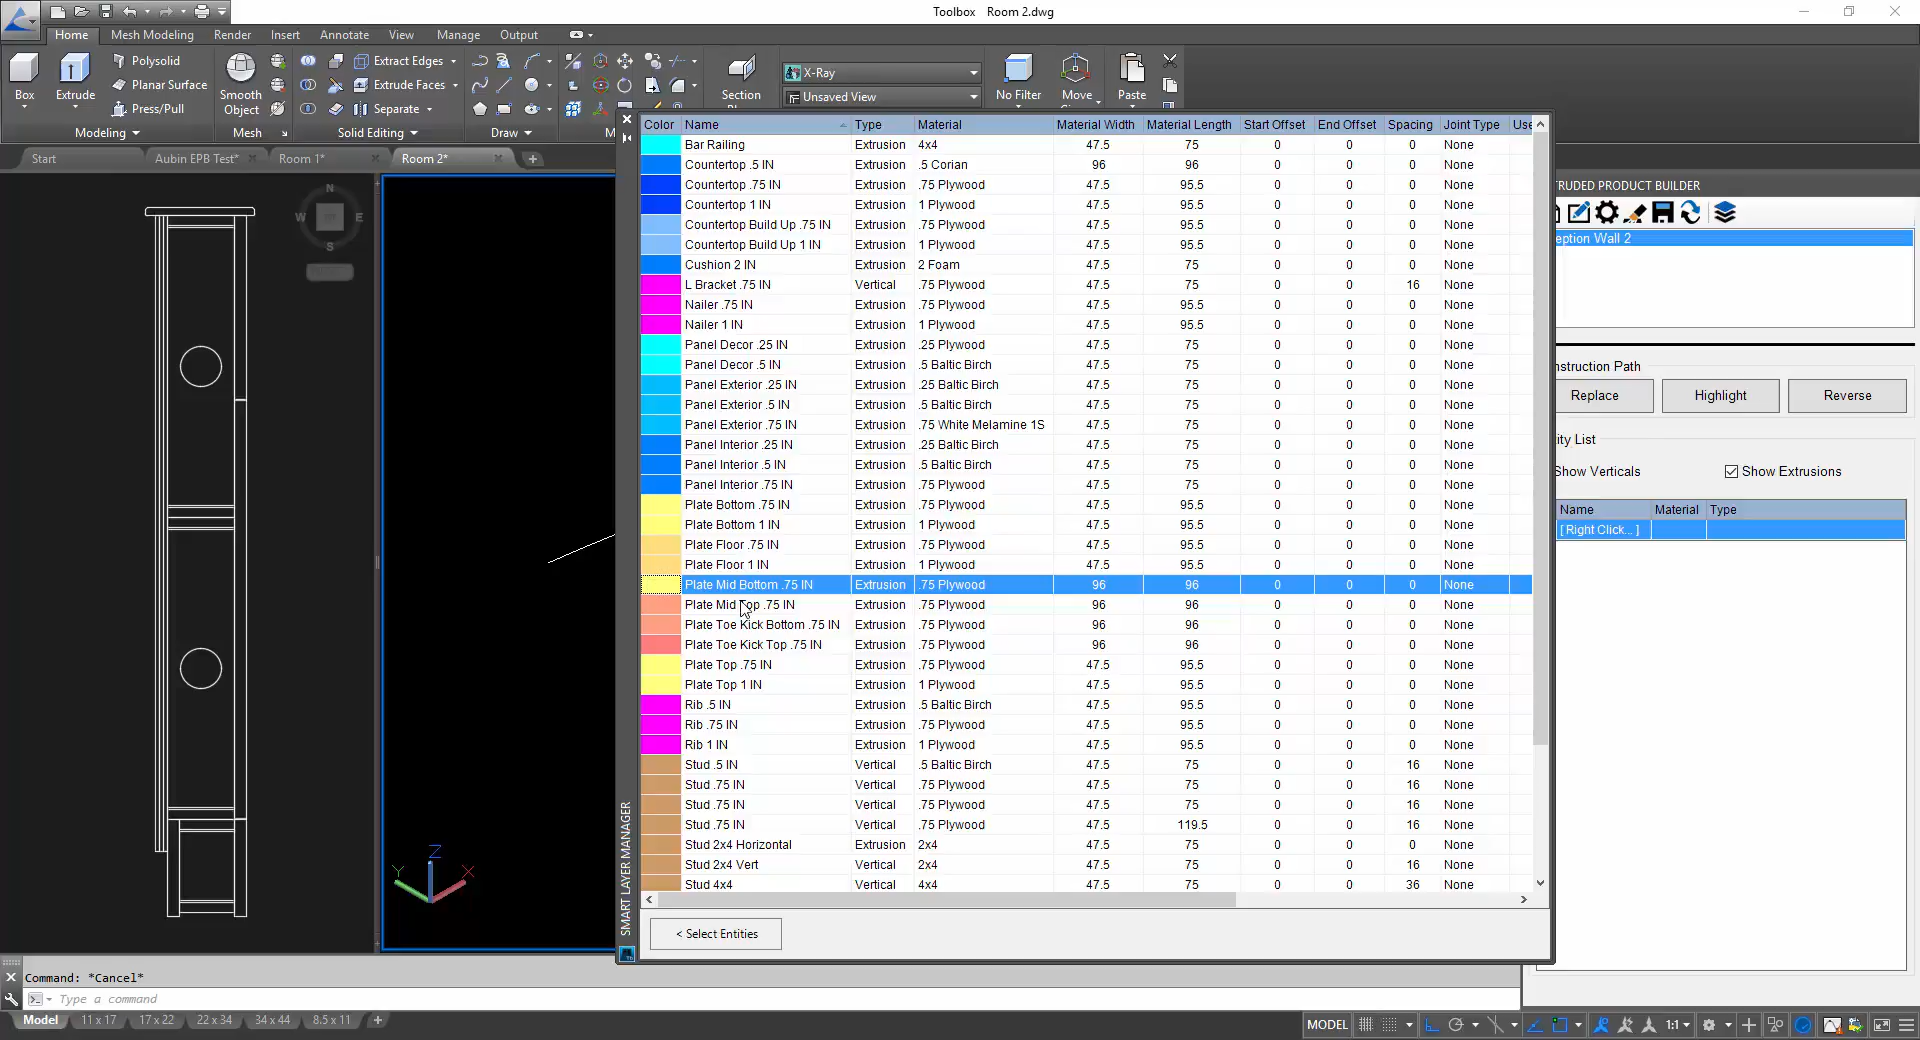 Toolbox Room 2.dwg
Home Mesh Modeling Render Insert Annotate View Manage Output
Box
Extrude
Polysolid
Planar Surface
Press/Pull
Smooth Object
Extract Edges
Extrude Faces
Separate
Section
X-Ray
Unsaved View
No Filter
Move
Paste
Modeling Mesh Solid Editing Draw
Start Aubin EPB Test* Room 1* Room 2*
N
W E
S
Color Name Type Material Material Width Material Length Start Offset End Offset Spacing Joint Type Use
Bar Railing Extrusion 4x4 47.5 75 0 0 0 None
Countertop .5 IN Extrusion .5 Corian 96 96 0 0 0 None
Countertop .75 IN Extrusion .75 Plywood 47.5 95.5 0 0 0 None
Countertop 1 IN Extrusion 1 Plywood 47.5 95.5 0 0 0 None
Countertop Build Up .75 IN Extrusion .75 Plywood 47.5 95.5 0 0 0 None
Countertop Build Up 1 IN Extrusion 1 Plywood 47.5 95.5 0 0 0 None
Cushion 2 IN Extrusion 2 Foam 47.5 75 0 0 0 None
L Bracket .75 IN Vertical .75 Plywood 47.5 75 0 0 16 None
Nailer .75 IN Extrusion .75 Plywood 47.5 95.5 0 0 0 None
Nailer 1 IN Extrusion 1 Plywood 47.5 95.5 0 0 0 None
Panel Decor .25 IN Extrusion .25 Plywood 47.5 75 0 0 0 None
Panel Decor .5 IN Extrusion .5 Baltic Birch 47.5 75 0 0 0 None
Panel Exterior .25 IN Extrusion .25 Baltic Birch 47.5 75 0 0 0 None
Panel Exterior .5 IN Extrusion .5 Baltic Birch 47.5 75 0 0 0 None
Panel Exterior .75 IN Extrusion .75 White Melamine 1S 47.5 75 0 0 0 None
Panel Interior .25 IN Extrusion .25 Baltic Birch 47.5 75 0 0 0 None
Panel Interior .5 IN Extrusion .5 Baltic Birch 47.5 75 0 0 0 None
Panel Interior .75 IN Extrusion .75 Plywood 47.5 75 0 0 0 None
Plate Bottom .75 IN Extrusion .75 Plywood 47.5 95.5 0 0 0 None
Plate Bottom 1 IN Extrusion 1 Plywood 47.5 95.5 0 0 0 None
Plate Floor .75 IN Extrusion .75 Plywood 47.5 95.5 0 0 0 None
Plate Floor 1 IN Extrusion 1 Plywood 47.5 95.5 0 0 0 None
Plate Mid Bottom .75 IN Extrusion .75 Plywood 96 96 0 0 0 None
Plate Mid Top .75 IN Extrusion .75 Plywood 96 96 0 0 0 None
Plate Toe Kick Bottom .75 IN Extrusion .75 Plywood 96 96 0 0 0 None
Plate Toe Kick Top .75 IN Extrusion .75 Plywood 96 96 0 0 0 None
Plate Top .75 IN Extrusion .75 Plywood 47.5 95.5 0 0 0 None
Plate Top 1 IN Extrusion 1 Plywood 47.5 95.5 0 0 0 None
Rib .5 IN Extrusion .5 Baltic Birch 47.5 95.5 0 0 0 None
Rib .75 IN Extrusion .75 Plywood 47.5 95.5 0 0 0 None
Rib 1 IN Extrusion 1 Plywood 47.5 95.5 0 0 0 None
Stud .5 IN Vertical .5 Baltic Birch 47.5 75 0 0 16 None
Stud .75 IN Vertical .75 Plywood 47.5 75 0 0 16 None
Stud .75 IN Vertical .75 Plywood 47.5 75 0 0 16 None
Stud .75 IN Vertical .75 Plywood 47.5 119.5 0 0 16 None
Stud 2x4 Horizontal Extrusion 2x4 47.5 75 0 0 0 None
Stud 2x4 Vert Vertical 2x4 47.5 75 0 0 16 None
Stud 4x4 Vertical 4x4 47.5 75 0 0 36 None
< Select Entities
SMART LAYER MANAGER
TRUDED PRODUCT BUILDER
eption Wall 2
nstruction Path
Replace Highlight Reverse
tity List
Show Verticals Show Extrusions
Name Material Type
[ Right Click... ]
Z
Y X
Command: *Cancel*
Type a command
Model 11 x 17 17 x 22 22 x 34 34 x 44 8.5 x 11
MODEL 1:1